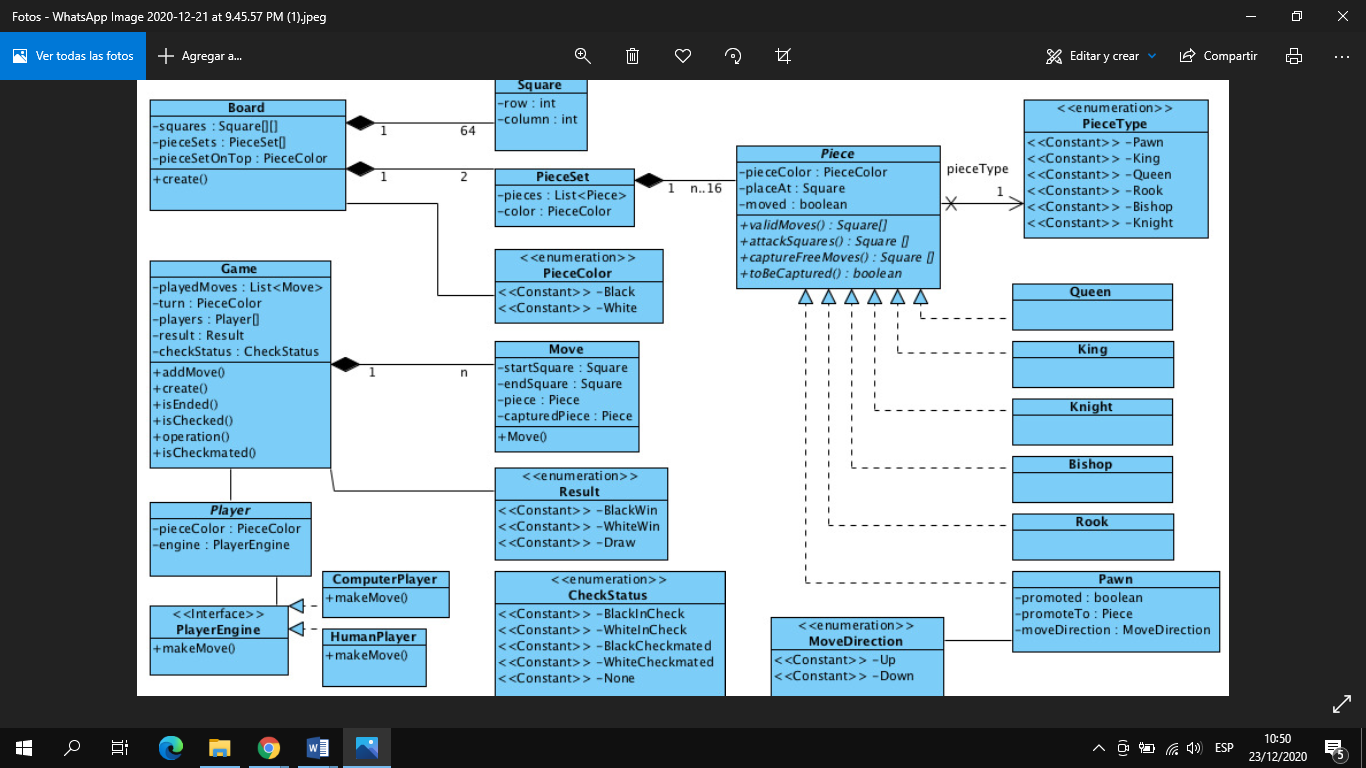 Fotos - WhatsApp Image 2020-12-21 at 9.45.57 PM (1).jpeg
Ver todas las fotos
Agregar a...
Editar y crear
Compartir
Board
-squares : Square[][]
-pieceSets : PieceSet[]
-pieceSetOnTop : PieceColor
+create()
1
64
1
2
Square
-row : int
-column : int
PieceSet
-pieces : List<Piece>
-color : PieceColor
1
n..16
<<enumeration>>
PieceColor
<<Constant>> -Black
<<Constant>> -White
Piece
-pieceColor : PieceColor
-placeAt : Square
-moved : boolean
+validMoves() : Square[]
+attackSquares() : Square []
+captureFreeMoves() : Square []
+toBeCaptured() : boolean
pieceType
1
<<enumeration>>
PieceType
<<Constant>> -Pawn
<<Constant>> -King
<<Constant>> -Queen
<<Constant>> -Rook
<<Constant>> -Bishop
<<Constant>> -Knight
Game
-playedMoves : List<Move>
-turn : PieceColor
-players : Player[]
-result : Result
-checkStatus : CheckStatus
+addMove()
+create()
+isEnded()
+isChecked()
+operation()
+isCheckmated()
1
n
Move
-startSquare : Square
-endSquare : Square
-piece : Piece
-capturedPiece : Piece
+Move()
<<enumeration>>
Result
<<Constant>> -BlackWin
<<Constant>> -WhiteWin
<<Constant>> -Draw
Player
-pieceColor : PieceColor
-engine : PlayerEngine
<<Interface>>
PlayerEngine
+makeMove()
ComputerPlayer
+makeMove()
HumanPlayer
+makeMove()
<<enumeration>>
CheckStatus
<<Constant>> -BlackInCheck
<<Constant>> -WhiteInCheck
<<Constant>> -BlackCheckmated
<<Constant>> -WhiteCheckmated
<<Constant>> -None
Queen
King
Knight
Bishop
Rook
Pawn
-promoted : boolean
-promoteTo : Piece
-moveDirection : MoveDirection
<<enumeration>>
MoveDirection
<<Constant>> -Up
<<Constant>> -Down
ESP
10:50
23/12/2020
5